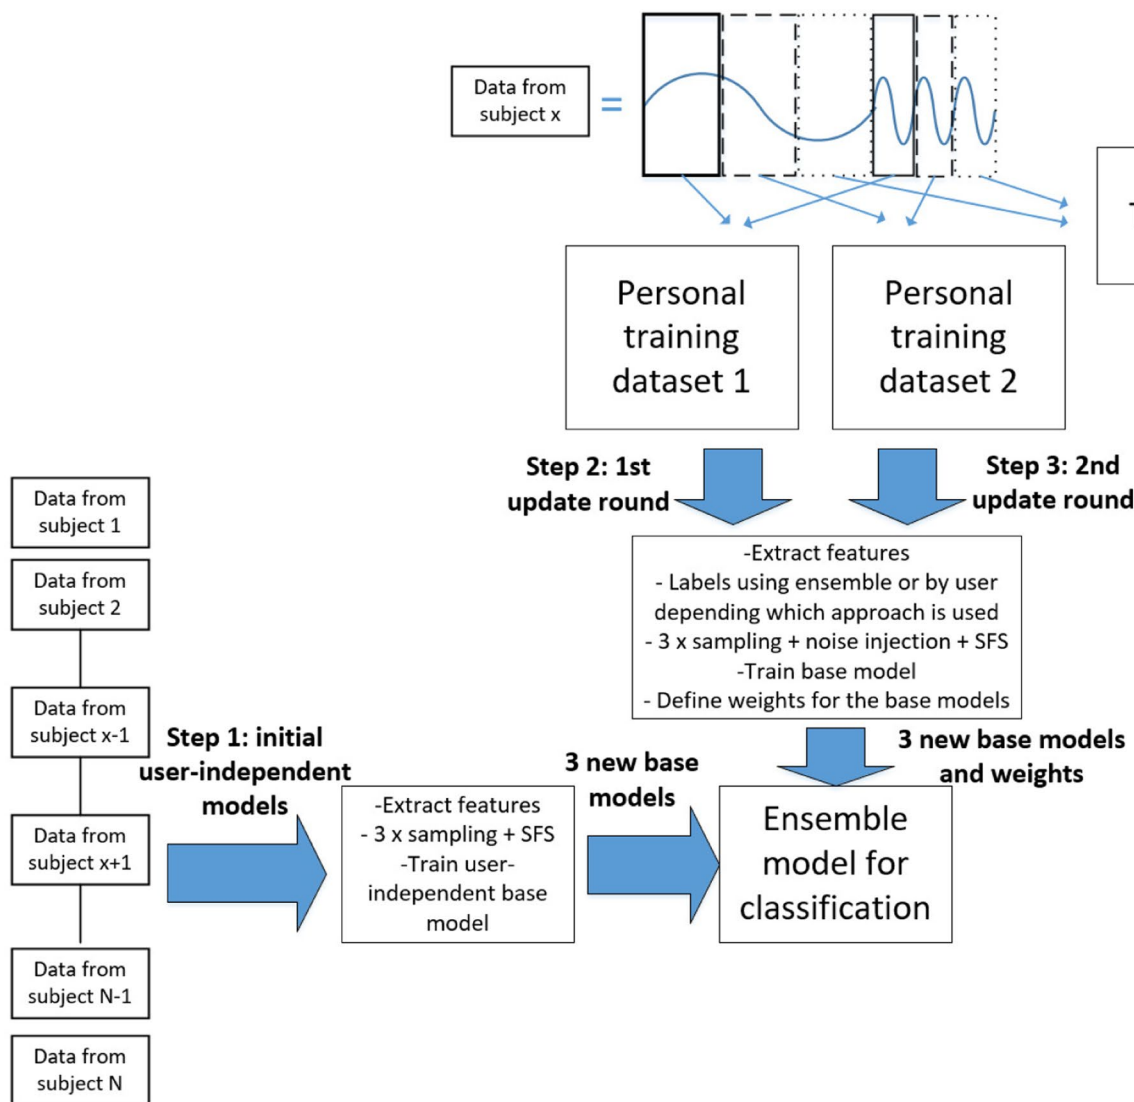 Data from
subject x
=
Personal
training
dataset 1
Personal
training
dataset 2
Step 2: 1st
update round
Step 3: 2nd
update round
Data from
subject 1
Data from
subject 2
Data from
subject x-1
Data from
subject x+1
Data from
subject N-1
Data from
subject N
-Extract features
- Labels using ensemble or by user
depending which approach is used
- 3 x sampling + noise injection + SFS
-Train base model
- Define weights for the base models
Step 1: initial
user-independent
models
3 new base
models
3 new base models
and weights
-Extract features
- 3 x sampling + SFS
-Train user-
independent base
model
Ensemble
model for
classification